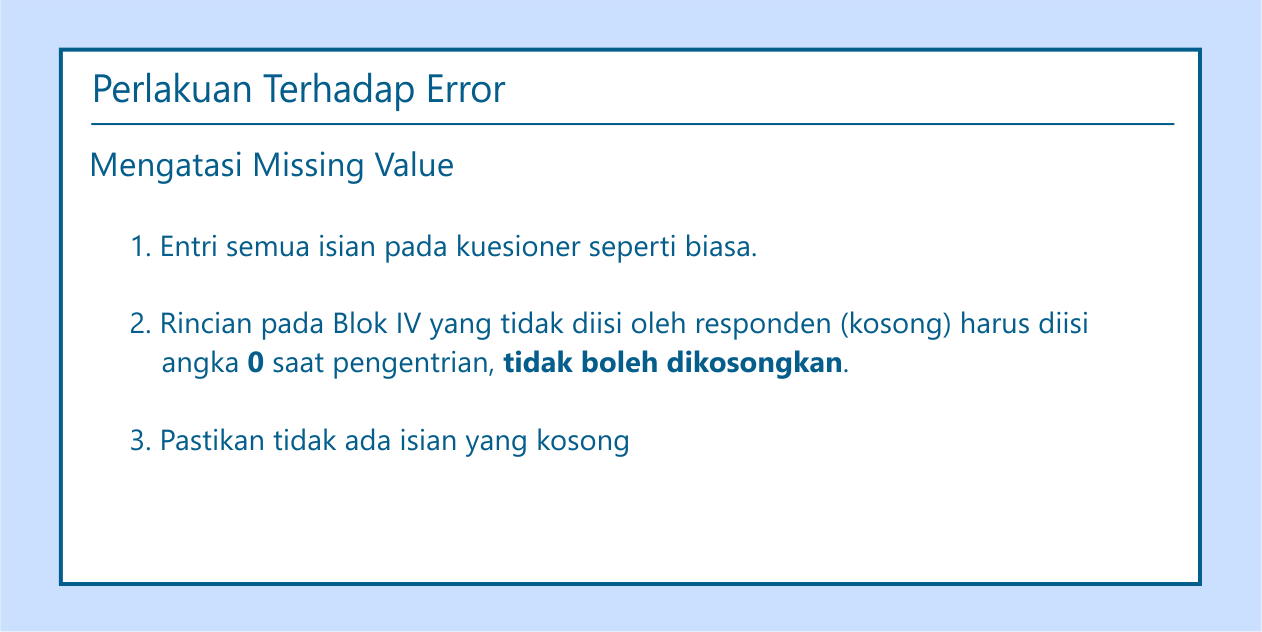 Perlakuan Terhadap Error
Mengatasi Missing Value
1. Entri semua isian pada kuesioner seperti biasa.
2. Rincian pada Blok IV yang tidak diisi oleh responden (kosong) harus diisi
angka 0 saat pengentrian, tidak boleh dikosongkan.
3. Pastikan tidak ada isian yang kosong